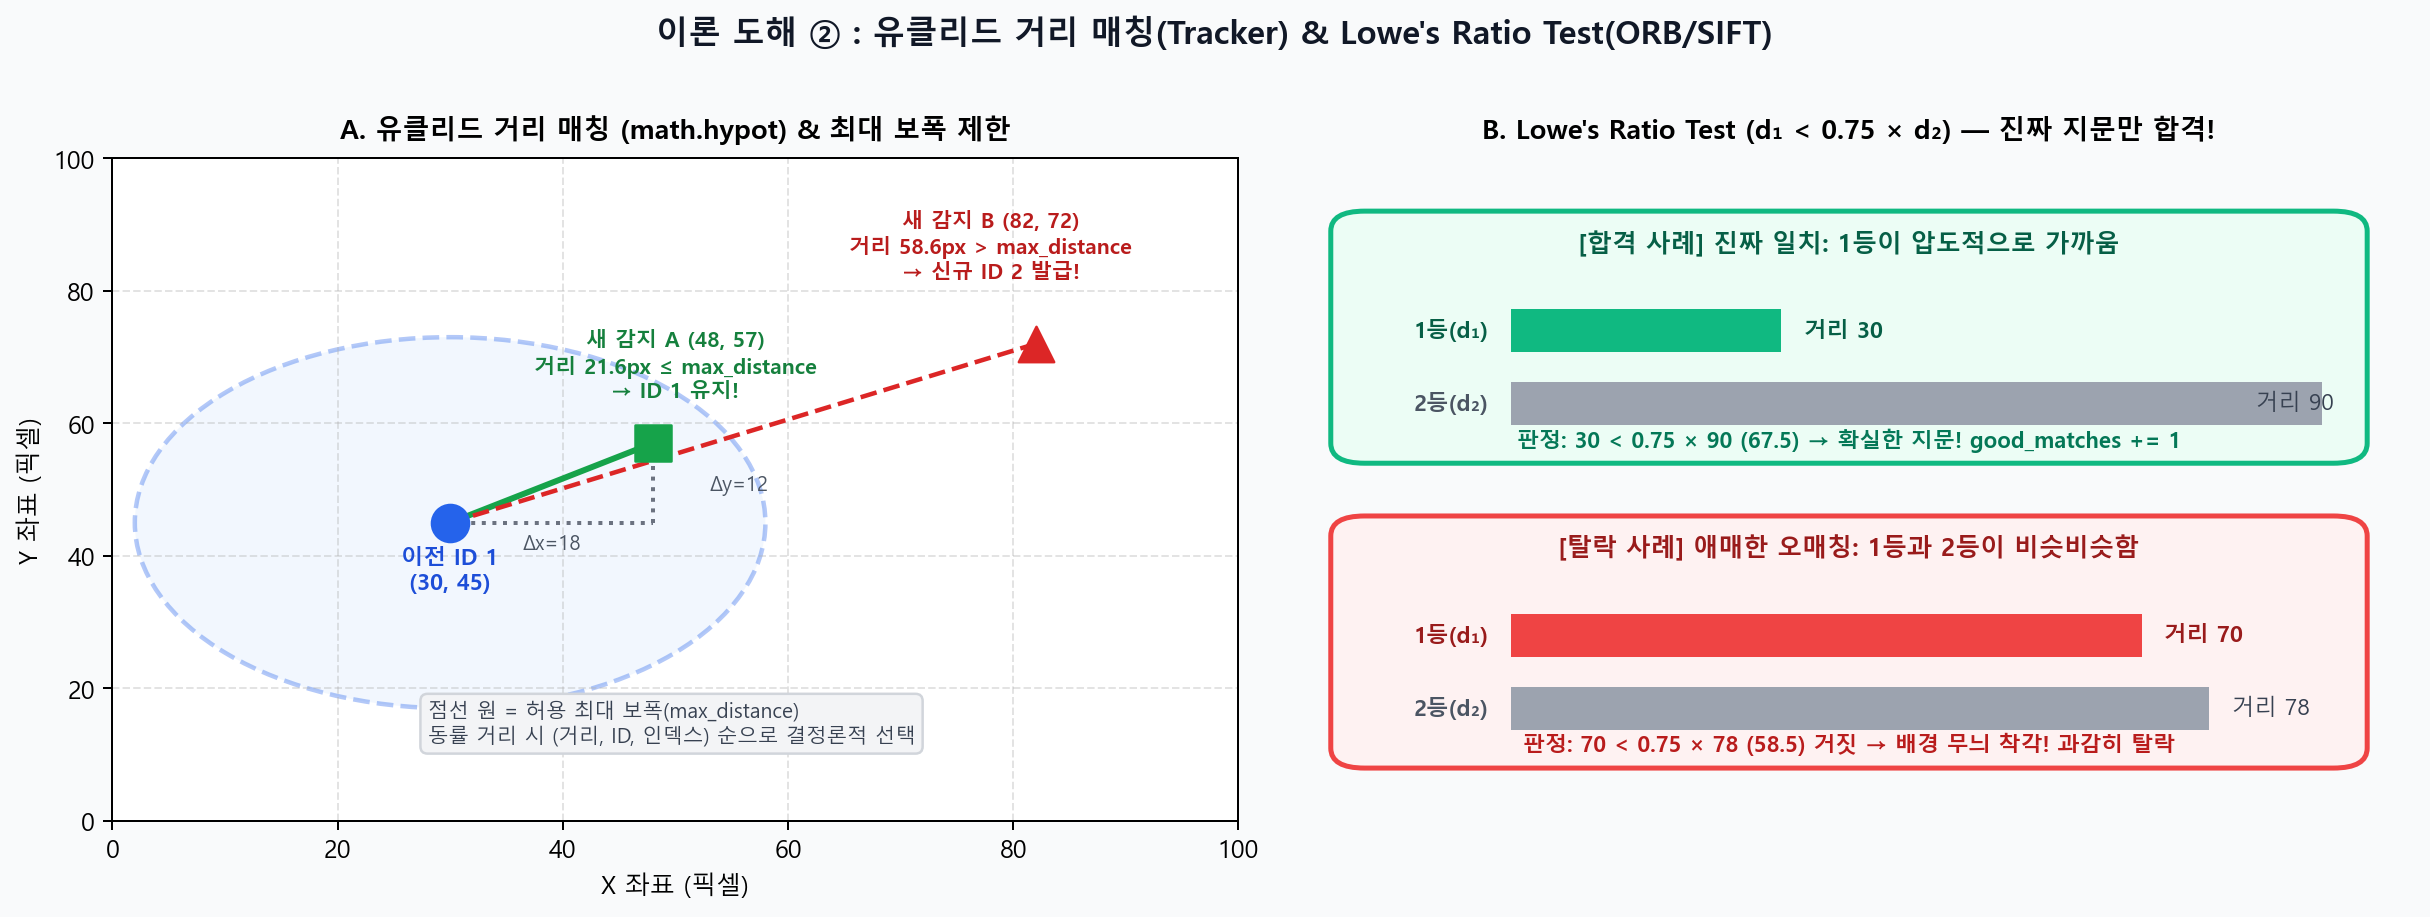 이론 도해 ② : 유클리드 거리 매칭(Tracker) & Lowe's Ratio Test(ORB/SIFT)
A. 유클리드 거리 매칭 (math.hypot) & 최대 보폭 제한
100
80
60
40
20
0
0
20
40
60
80
100
Y 좌표 (픽셀)
X 좌표 (픽셀)
새 감지 B (82, 72)
거리 58.6px > max_distance
→ 신규 ID 2 발급!
새 감지 A (48, 57)
거리 21.6px ≤ max_distance
→ ID 1 유지!
Δy=12
Δx=18
이전 ID 1
(30, 45)
점선 원 = 허용 최대 보폭(max_distance)
동률 거리 시 (거리, ID, 인덱스) 순으로 결정론적 선택
B. Lowe's Ratio Test (d₁ < 0.75 × d₂) — 진짜 지문만 합격!
[합격 사례] 진짜 일치: 1등이 압도적으로 가까움
1등(d₁)
거리 30
2등(d₂)
거리 90
판정: 30 < 0.75 × 90 (67.5) → 확실한 지문! good_matches += 1
[탈락 사례] 애매한 오매칭: 1등과 2등이 비슷비슷함
1등(d₁)
거리 70
2등(d₂)
거리 78
판정: 70 < 0.75 × 78 (58.5) 거짓 → 배경 무늬 착각! 과감히 탈락